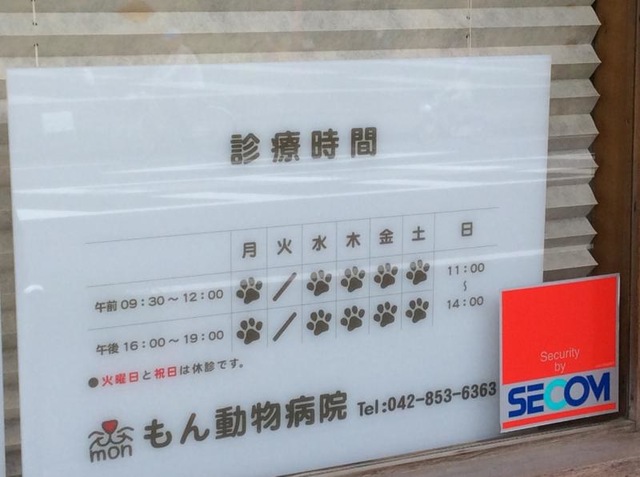 診療時間
月 火 水 木 金 土 日
午前 09:30～12:00 / 11:00
～
午後 16:00～19:00 / 14:00
●火曜日と祝日は休診です。
mon もん動物病院 Tel:042-853-6363
Security
by
SECOM